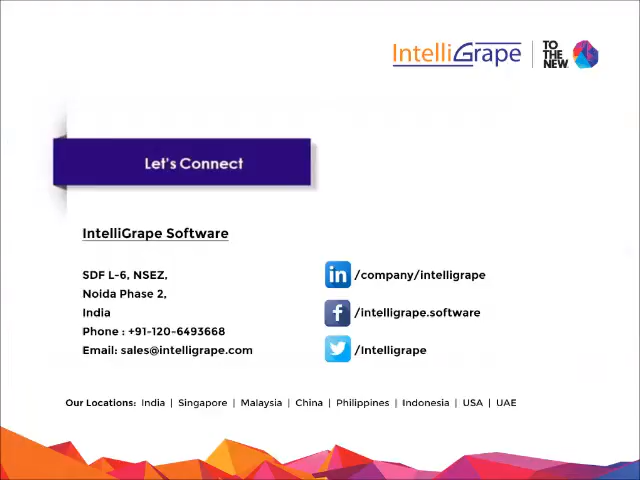 IntelliGrape
TO
THE
NEW
Let's Connect
IntelliGrape Software
SDF L-6, NSEZ,
Noida Phase 2,
India
Phone : +91-120-6493668
Email: sales@intelligrape.com
in /company/intelligrape
f /intelligrape.software
/Intelligrape
Our Locations: India | Singapore | Malaysia | China | Philippines | Indonesia | USA | UAE